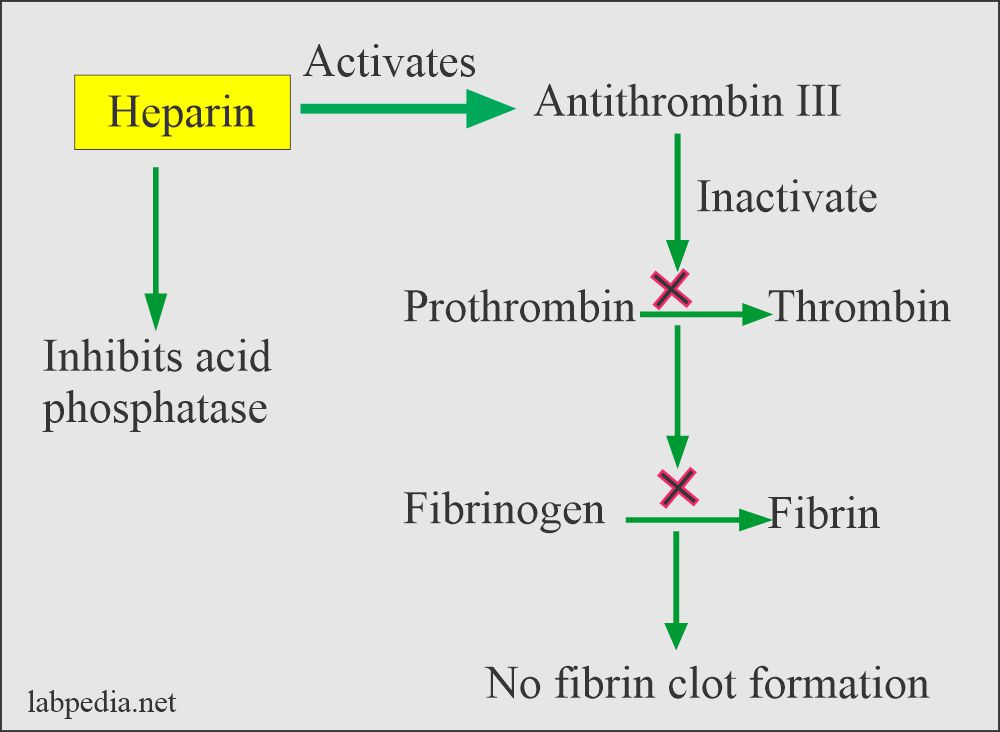 Activates
Heparin
Antithrombin III
Inactivate
Prothrombin
Thrombin
Inhibits acid
phosphatase
Fibrinogen
Fibrin
No fibrin clot formation
labpedia.net